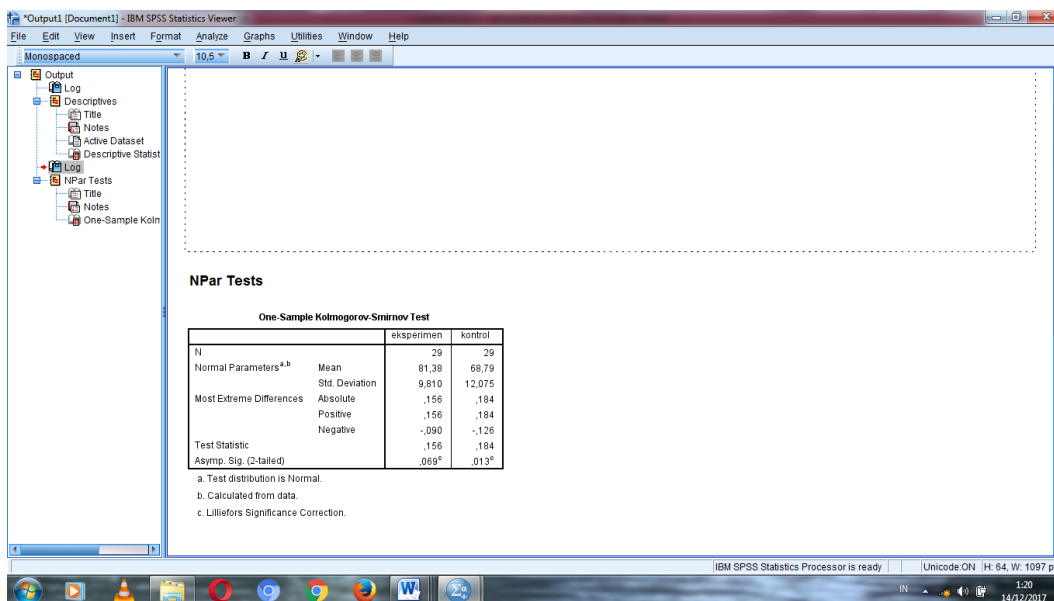 *Output1 [Document1] - IBM SPSS Statistics Viewer
File Edit View Insert Format Analyze Graphs Utilities Window Help
Monospaced 10,5 B I U
Output
Log
Descriptives
Title
Notes
Active Dataset
Descriptive Statist
Log
NPar Tests
Title
Notes
One-Sample Kolm
NPar Tests
One-Sample Kolmogorov-Smirnov Test
eksperimen kontrol
N 29 29
Normal Parameters a,b Mean 81,38 68,79
Std. Deviation 9,810 12,075
Most Extreme Differences Absolute ,156 ,184
Positive ,156 ,184
Negative -,090 -,126
Test Statistic ,156 ,184
Asymp. Sig. (2-tailed) ,069c ,013c
a. Test distribution is Normal.
b. Calculated from data.
c. Lilliefors Significance Correction.
IBM SPSS Statistics Processor is ready Unicode:ON H: 64, W: 1097 p
IN 1:20
14/12/2017